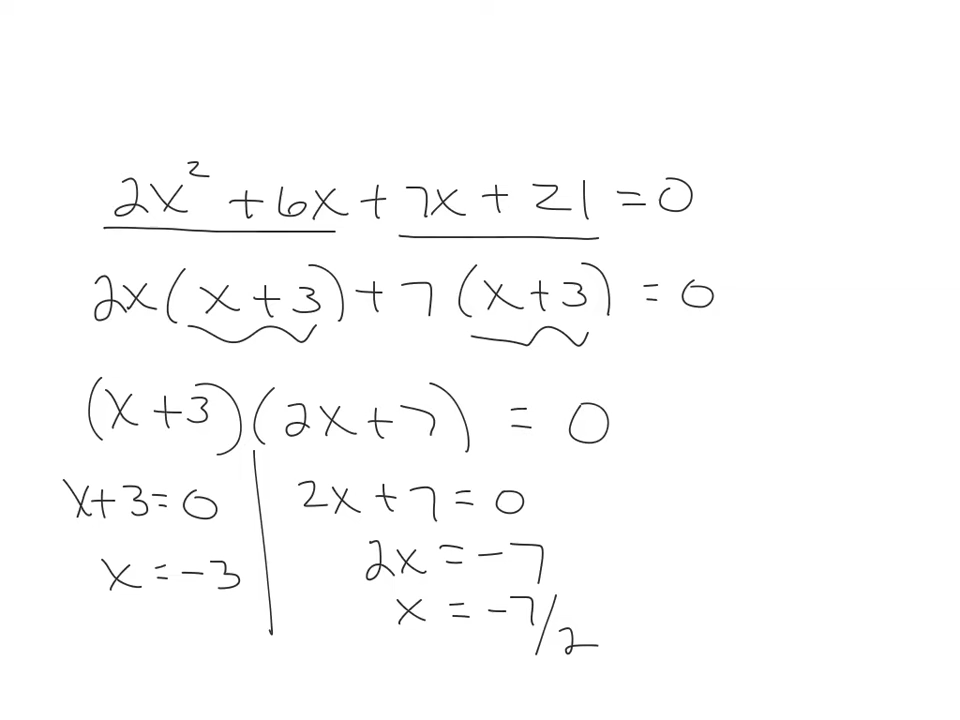 2x² + 6x + 7x + 21 = 0
2x(x+3) + 7(x+3) = 0
(x+3)(2x+7) = 0
x+3=0
x=-3
2x+7=0
2x=-7
x=-7/2